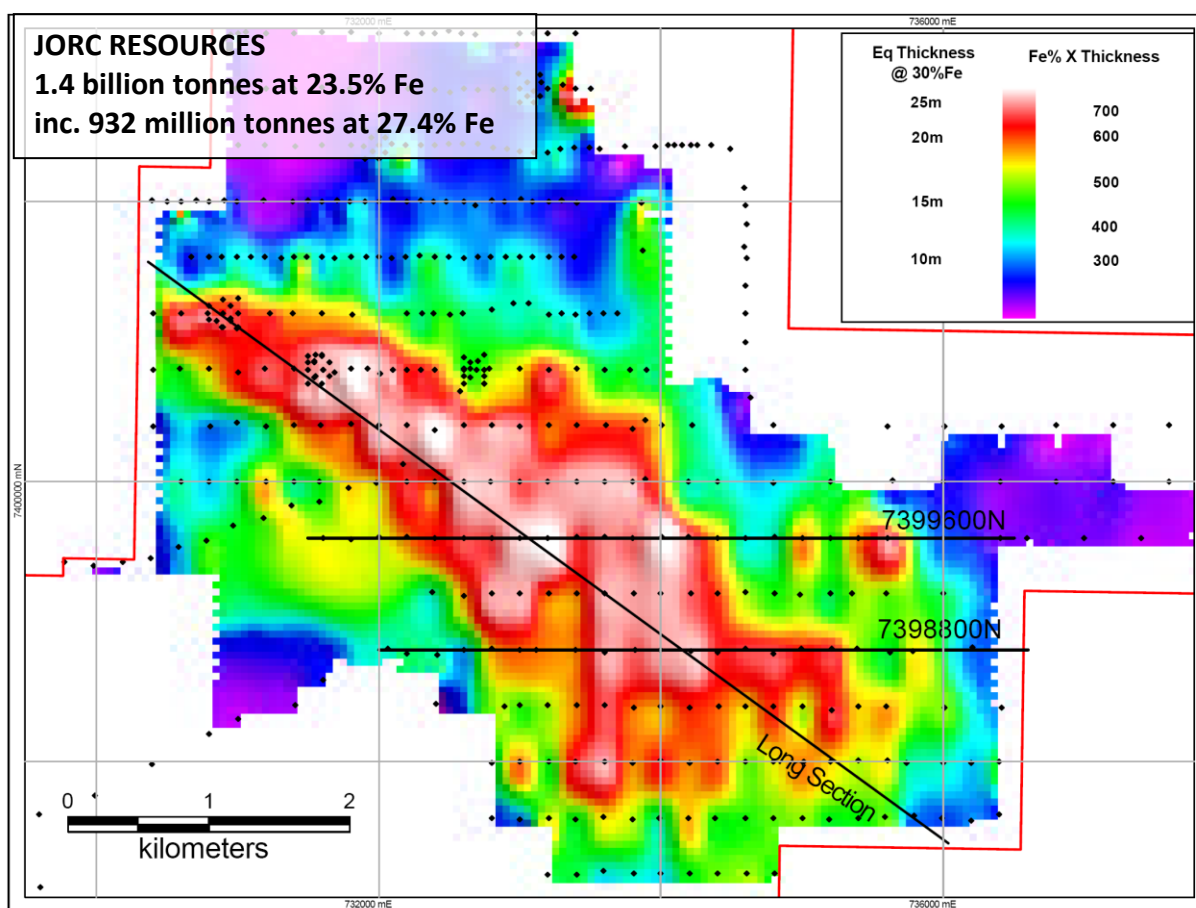 732000 mE
736000 mE
JORC RESOURCES
1.4 billion tonnes at 23.5% Fe
inc. 932 million tonnes at 27.4% Fe
Eq Thickness
@ 30%Fe
Fe% X Thickness
25m
700
20m
600
500
15m
400
10m
300
7400000 mN
7399600N
7398800N
Long Section
0 1 2
kilometers
732000 mE
736000 mE